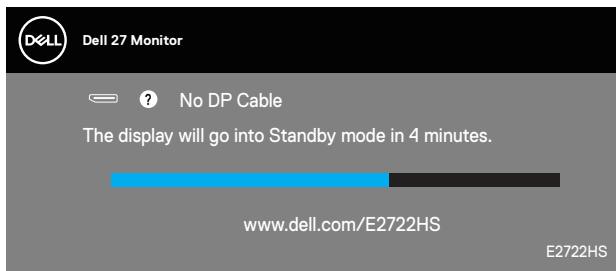 DELL
Dell 27 Monitor
? No DP Cable
The display will go into Standby mode in 4 minutes.
www.dell.com/E2722HS
E2722HS